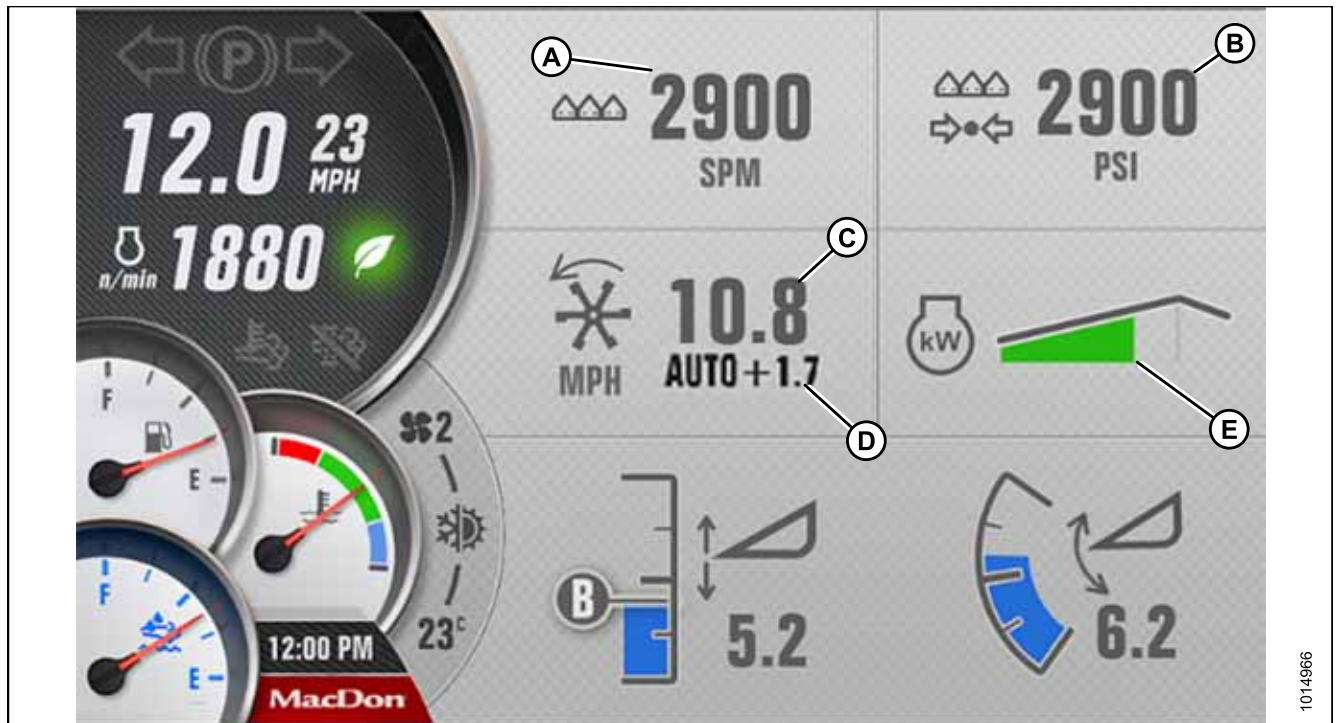 P
12.0 23
MPH
n/min 1880
F
E
F
E
2
23°C
12:00 PM
MacDon
A
2900
SPM
B
2900
PSI
C
10.8
MPH AUTO+1.7
D
kW
E
B
5.2
6.2
1014966